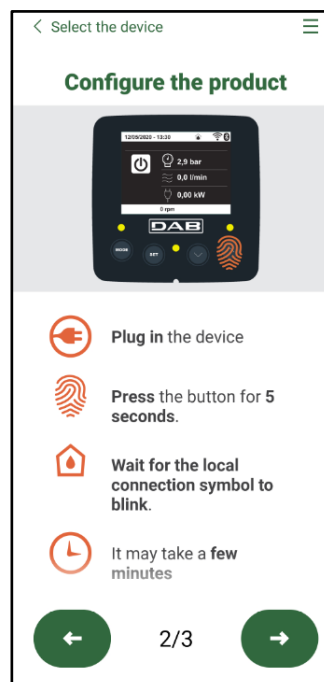 Select the device
Configure the product
12/05/2020 - 13:30
2,9 bar
0,0 l/min
0,00 kW
0 rpm
DAB
MODE
SET
Plug in the device
Press the button for 5
seconds.
Wait for the local
connection symbol to
blink.
It may take a few
minutes
2/3